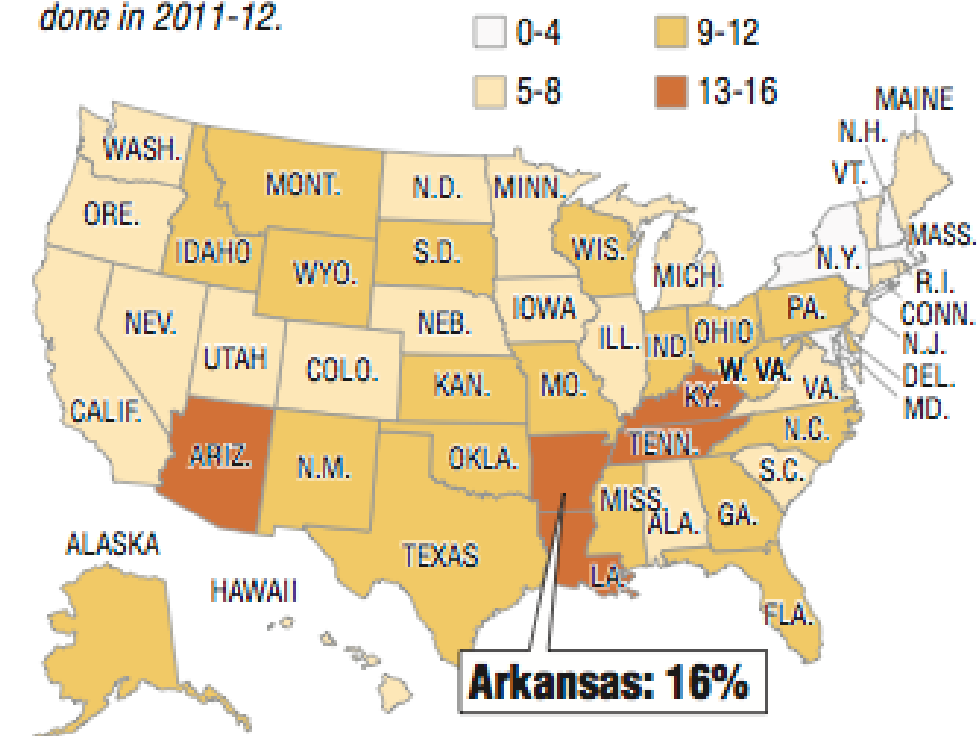 done in 2011-12.
0-4
9-12
5-8
13-16
MAINE
N.H.
VT.
WASH.
MONT.
N.D.
MINN.
ORE.
IDAHO
WYO.
S.D.
WIS.
MICH.
N.Y.
MASS.
R.I.
CONN.
N.J.
DEL.
MD.
NEV.
UTAH
COLO.
NEB.
IOWA
ILL.
IND.
OHIO
PA.
W. VA.
VA.
CALIF.
KAN.
MO.
KY.
ARIZ.
N.M.
OKLA.
TENN.
N.C.
S.C.
MISS.
ALA.
GA.
ALASKA
HAWAII
TEXAS
LA.
FLA.
Arkansas: 16%